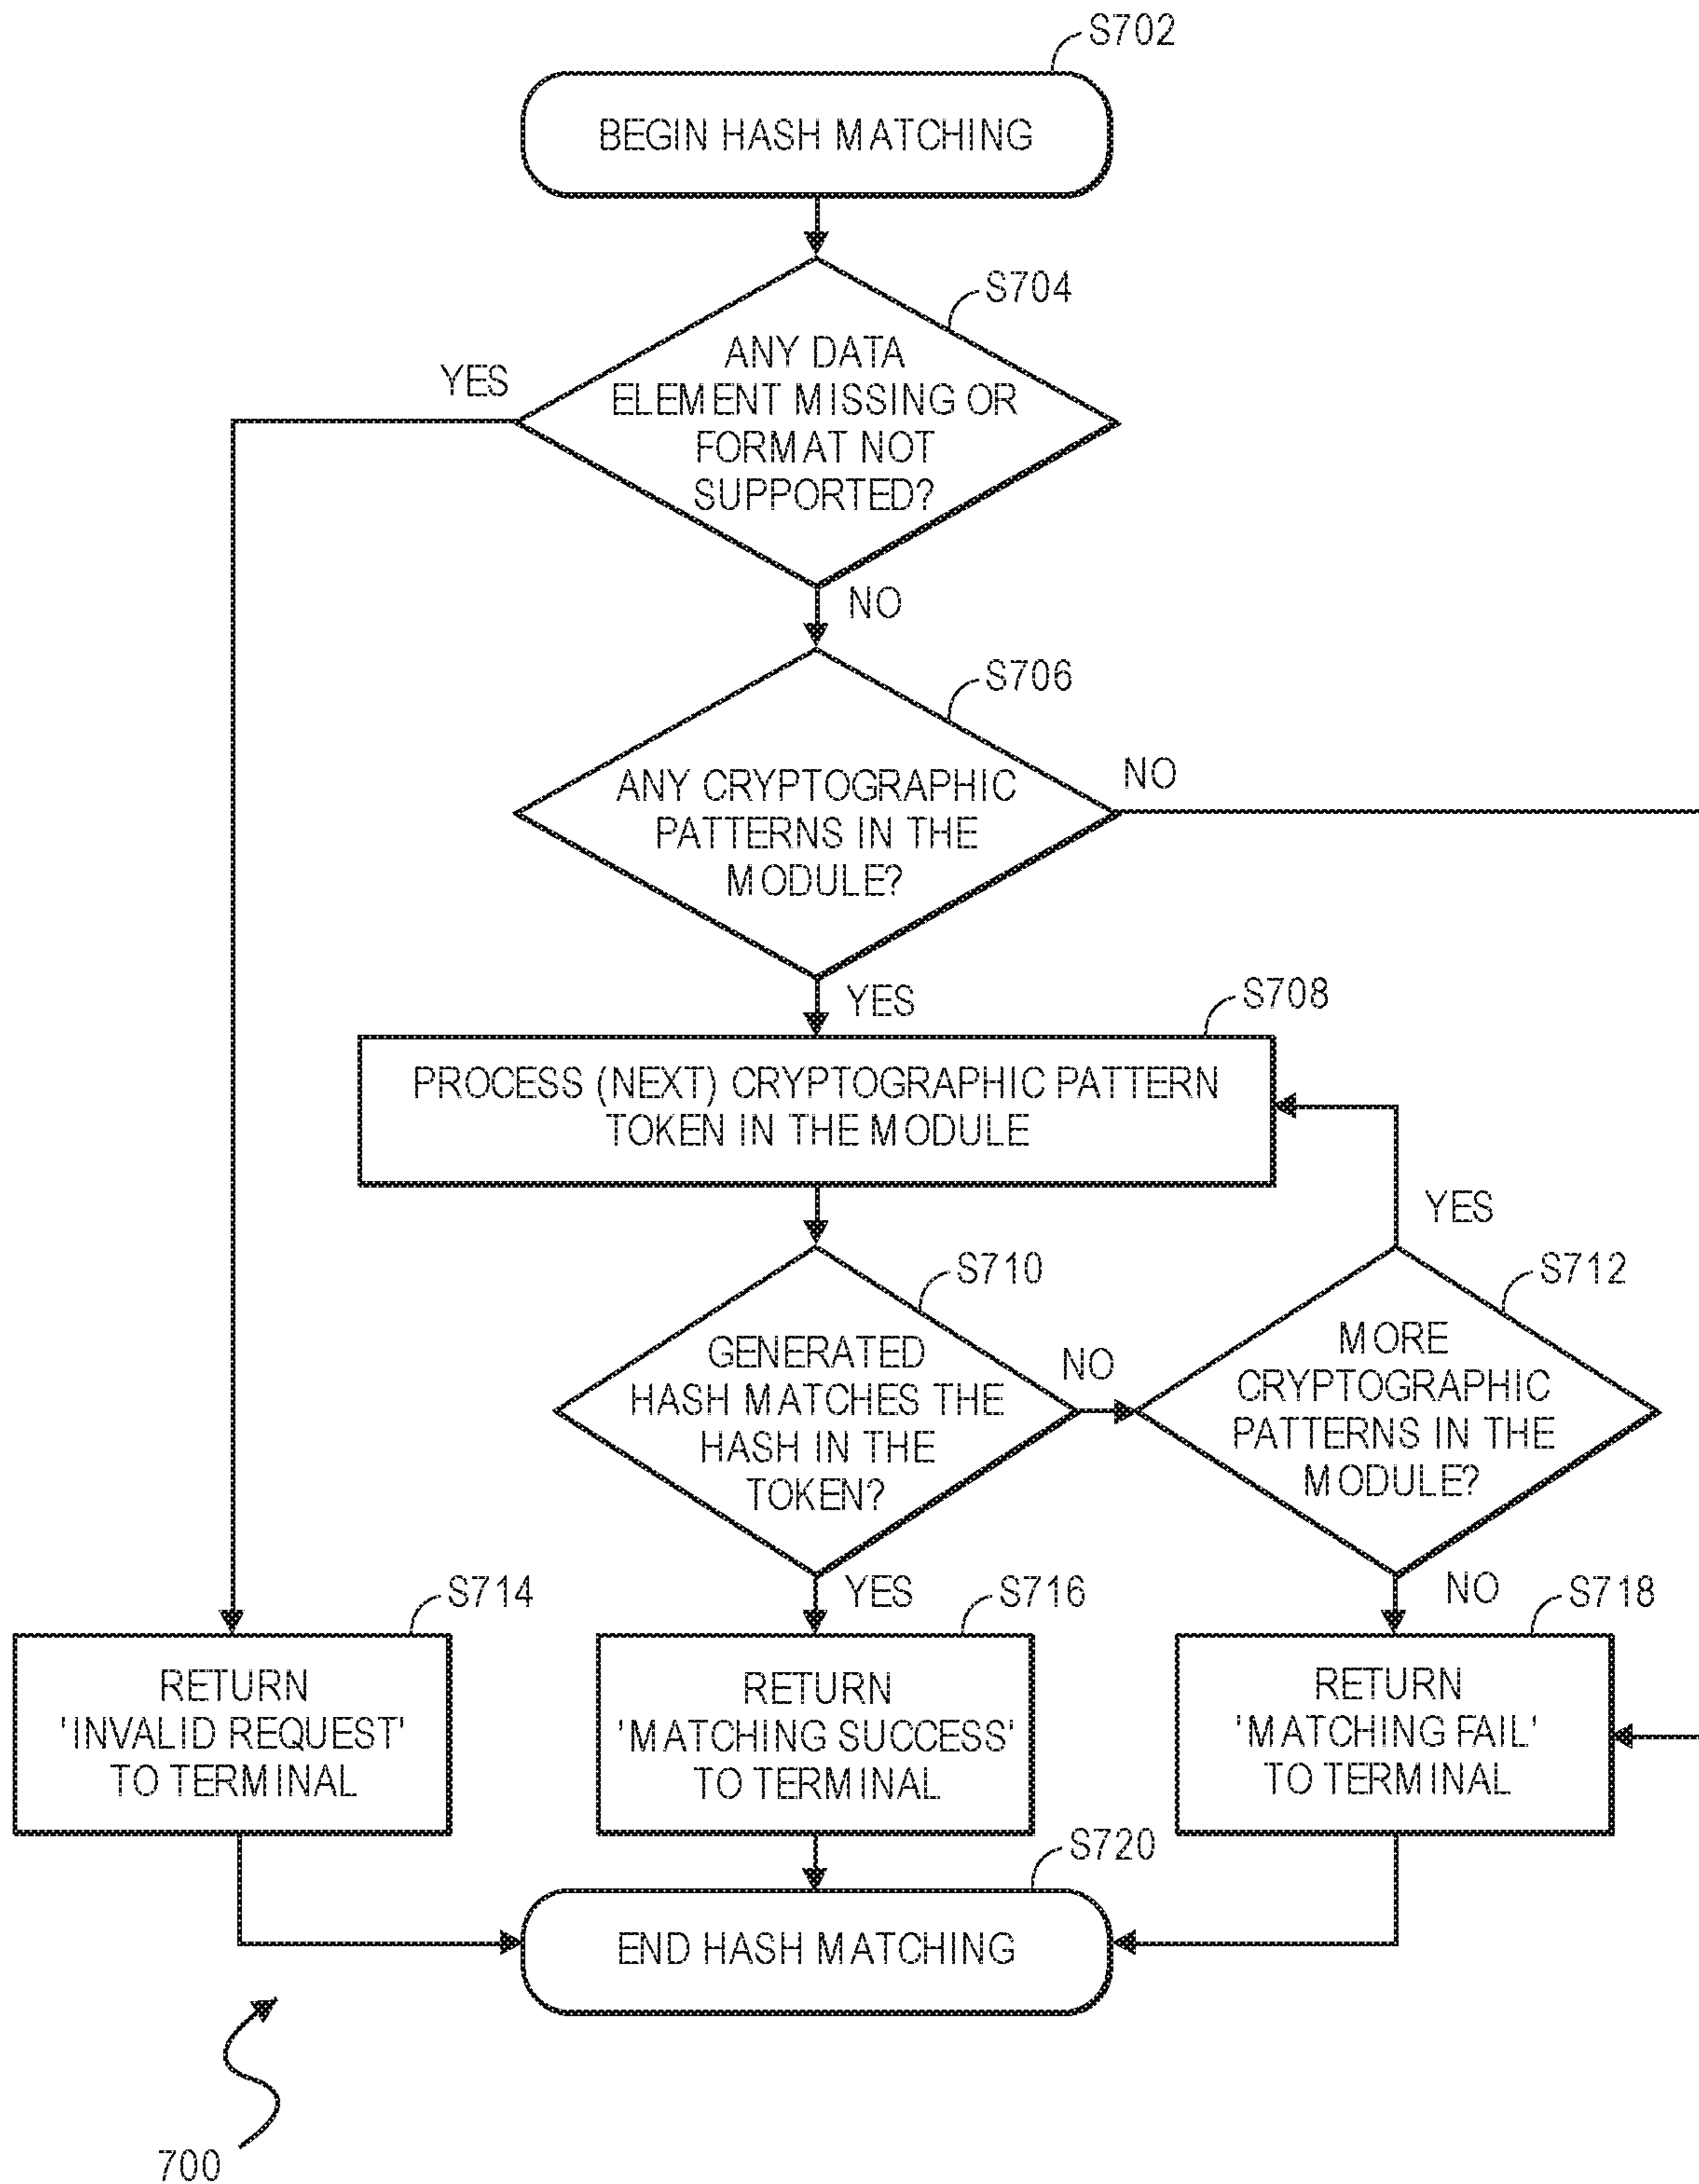 S702
BEGIN HASH MATCHING
S704
ANY DATA
ELEMENT MISSING OR
FORMAT NOT
SUPPORTED?
YES
NO
S706
ANY CRYPTOGRAPHIC
PATTERNS IN THE
MODULE?
NO
YES
S708
PROCESS (NEXT) CRYPTOGRAPHIC PATTERN
TOKEN IN THE MODULE
S710
GENERATED
HASH MATCHES THE
HASH IN THE
TOKEN?
NO
YES
S712
MORE
CRYPTOGRAPHIC
PATTERNS IN THE
MODULE?
YES
NO
S714
RETURN
'INVALID REQUEST'
TO TERMINAL
S716
RETURN
'MATCHING SUCCESS'
TO TERMINAL
S718
RETURN
'MATCHING FAIL'
TO TERMINAL
S720
END HASH MATCHING
700